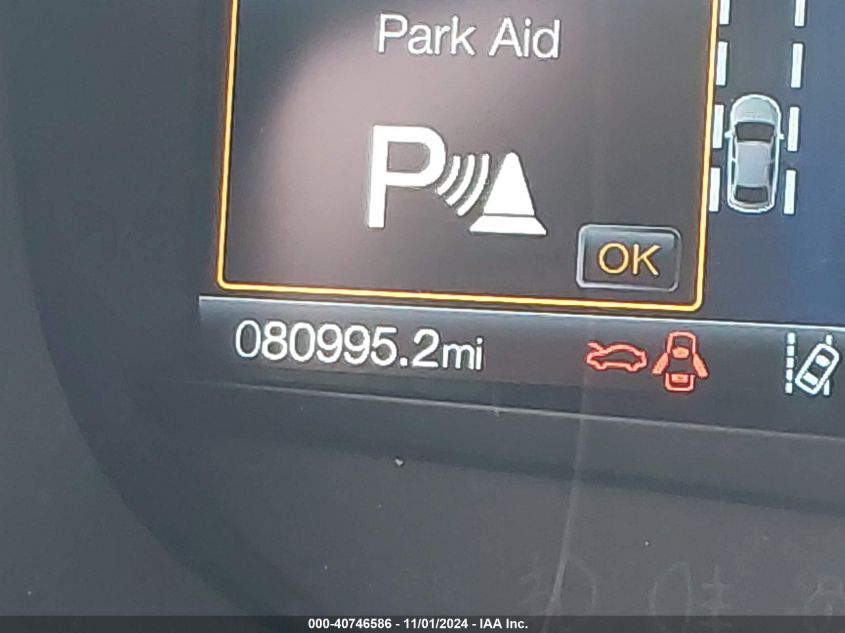 Park Aid
P
OK
080995.2mi
000-40746586 - 11/01/2024 - IAA Inc.